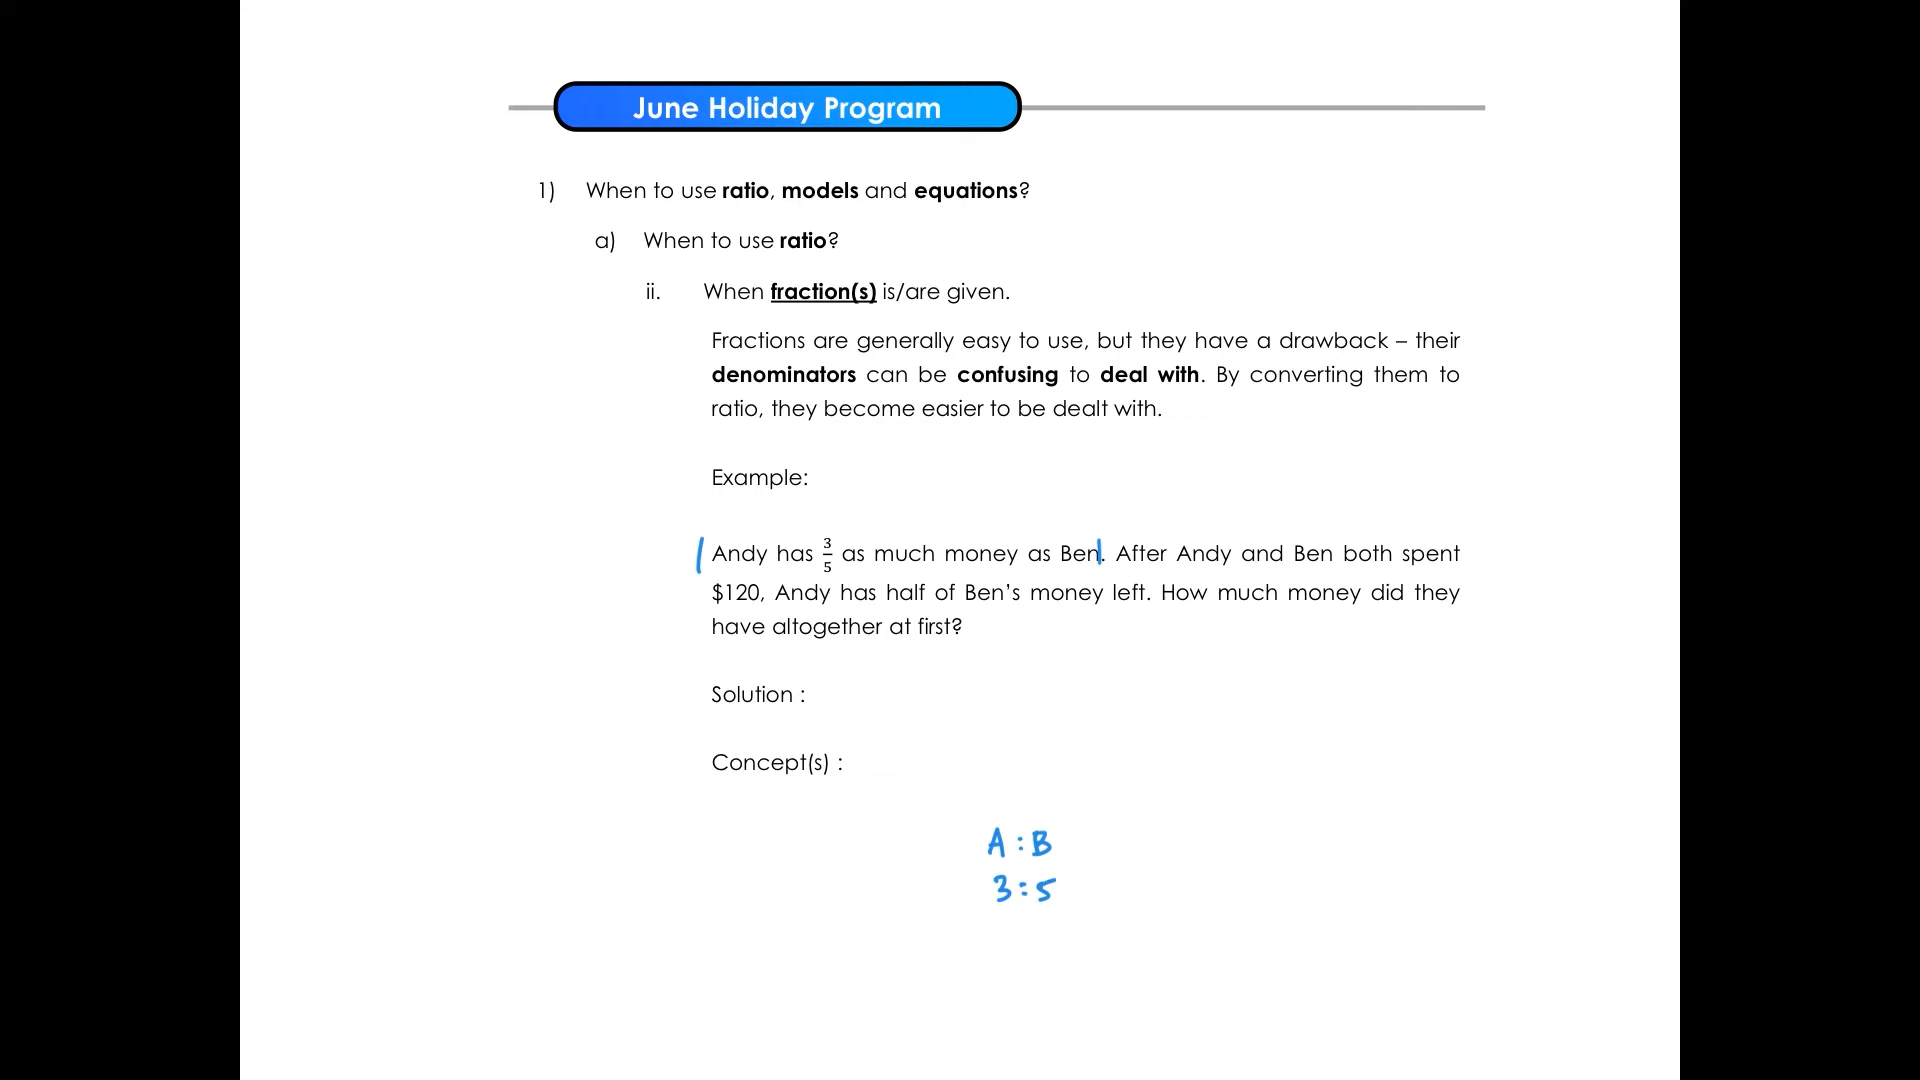 June Holiday Program
1) When to use ratio, models and equations?
a) When to use ratio?
ii. When fraction(s) is/are given.
Fractions are generally easy to use, but they have a drawback – their
denominators can be confusing to deal with. By converting them to
ratio, they become easier to be dealt with.
Example:
Andy has 3/5 as much money as Ben. After Andy and Ben both spent
$120, Andy has half of Ben’s money left. How much money did they
have altogether at first?
Solution :
Concept(s) :
A : B
3 : 5